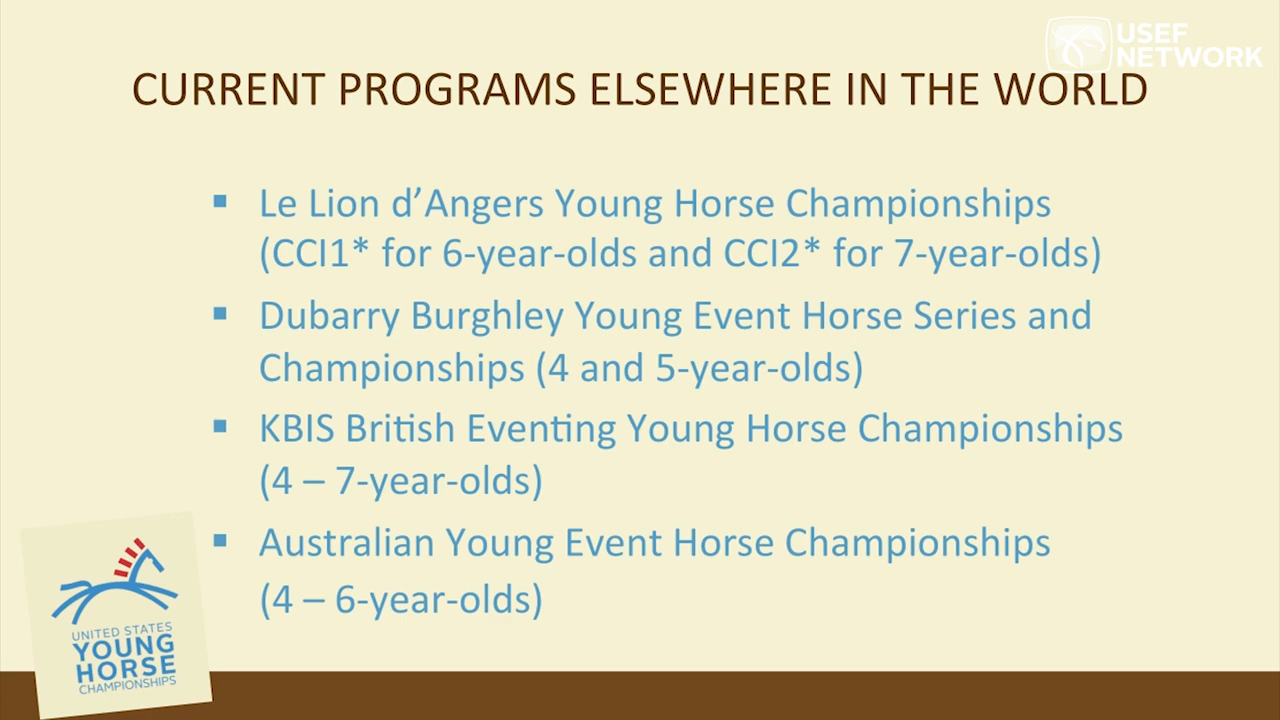 USEF
NETWORK
CURRENT PROGRAMS ELSEWHERE IN THE WORLD
▪ Le Lion d’Angers Young Horse Championships
(CCI1* for 6-year-olds and CCI2* for 7-year-olds)
▪ Dubarry Burghley Young Event Horse Series and
Championships (4 and 5-year-olds)
▪ KBIS British Eventing Young Horse Championships
(4 – 7-year-olds)
▪ Australian Young Event Horse Championships
(4 – 6-year-olds)
UNITED STATES
YOUNG
HORSE
CHAMPIONSHIPS